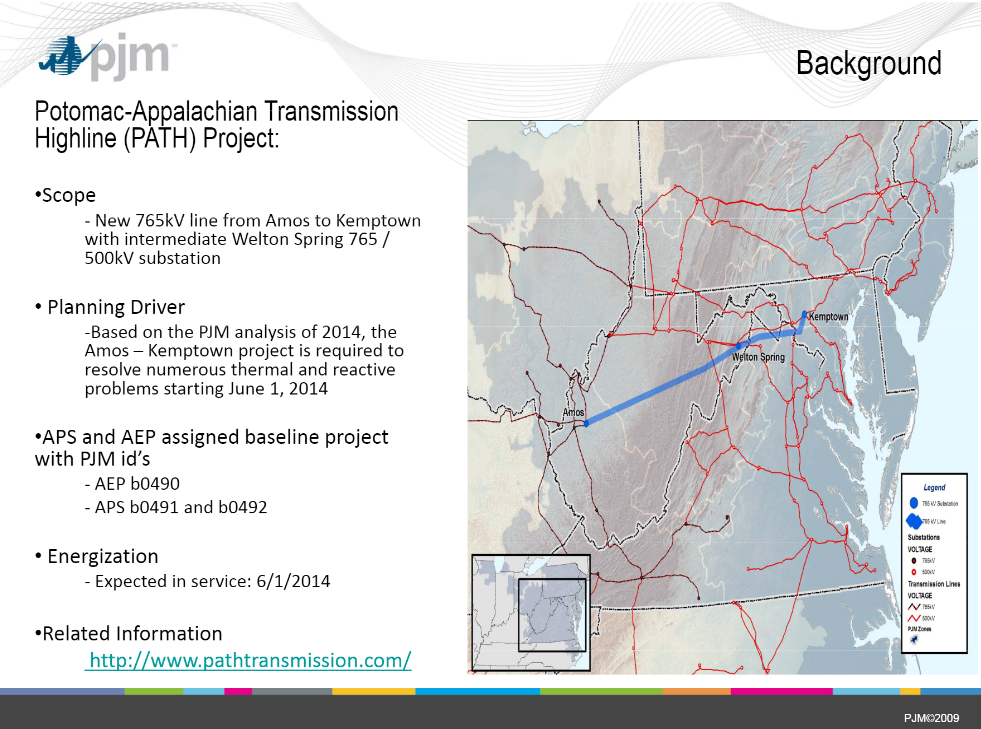 pjm™
Background
Potomac-Appalachian Transmission
Highline (PATH) Project:
•Scope
- New 765kV line from Amos to Kemptown
with intermediate Welton Spring 765 /
500kV substation
• Planning Driver
-Based on the PJM analysis of 2014, the
Amos – Kemptown project is required to
resolve numerous thermal and reactive
problems starting June 1, 2014
•APS and AEP assigned baseline project
with PJM id's
- AEP b0490
- APS b0491 and b0492
• Energization
- Expected in service: 6/1/2014
•Related Information
http://www.pathtransmission.com/
Kemptown
Welton Spring
Amos
Legend
765 kV Substation
765 kV Line
Substations
VOLTAGE
765kV
500kV
Transmission Lines
VOLTAGE
765kV
500kV
PJM Zones
PJM©2009